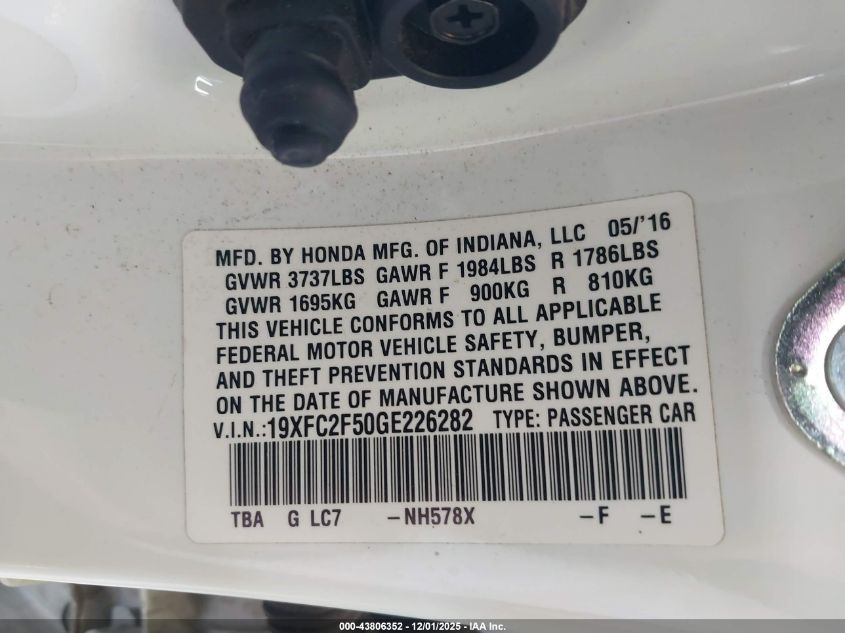 MFD. BY HONDA MFG. OF INDIANA, LLC 05/'16
GVWR 3737LBS GAWR F 1984LBS R 1786LBS
GVWR 1695KG GAWR F 900KG R 810KG
THIS VEHICLE CONFORMS TO ALL APPLICABLE
FEDERAL MOTOR VEHICLE SAFETY, BUMPER,
AND THEFT PREVENTION STANDARDS IN EFFECT
ON THE DATE OF MANUFACTURE SHOWN ABOVE.
V.I.N.:19XFC2F50GE226282 TYPE: PASSENGER CAR
TBA G LC7 -NH578X -F -E
000-43806352 - 12/01/2025 - IAA Inc.